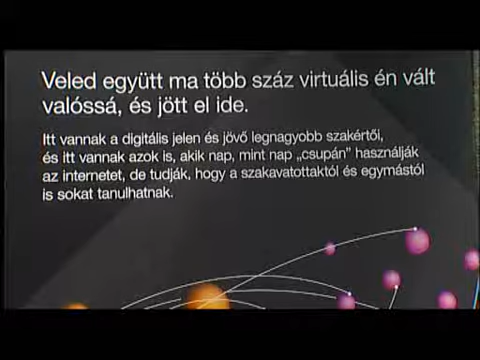 Veled együtt ma több száz virtuális én vált
valóssá, és jött el ide.
Itt vannak a digitális jelen és jövő legnagyobb szakértői,
és itt vannak azok is, akik nap, mint nap „csupán” használják
az internetet, de tudják, hogy a szakavatottaktól és egymástól
is sokat tanulhatnak.